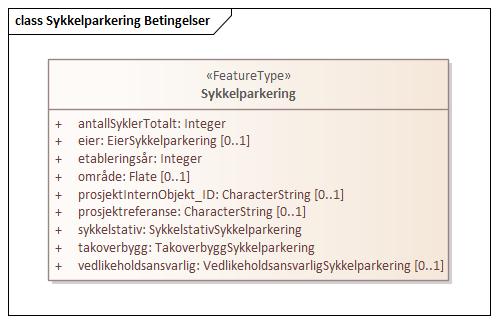 class Sykkelparkering Betingelser
«FeatureType»
Sykkelparkering
+ antallSyklerTotalt: Integer
+ eier: EierSykkelparkering [0..1]
+ etableringsår: Integer
+ område: Flate [0..1]
+ prosjektInternObjekt_ID: CharacterString [0..1]
+ prosjektreferanse: CharacterString [0..1]
+ sykkelstativ: SykkelstativSykkelparkering
+ takoverbygg: TakoverbyggSykkelparkering
+ vedlikeholdsansvarlig: VedlikeholdsansvarligSykkelparkering [0..1]